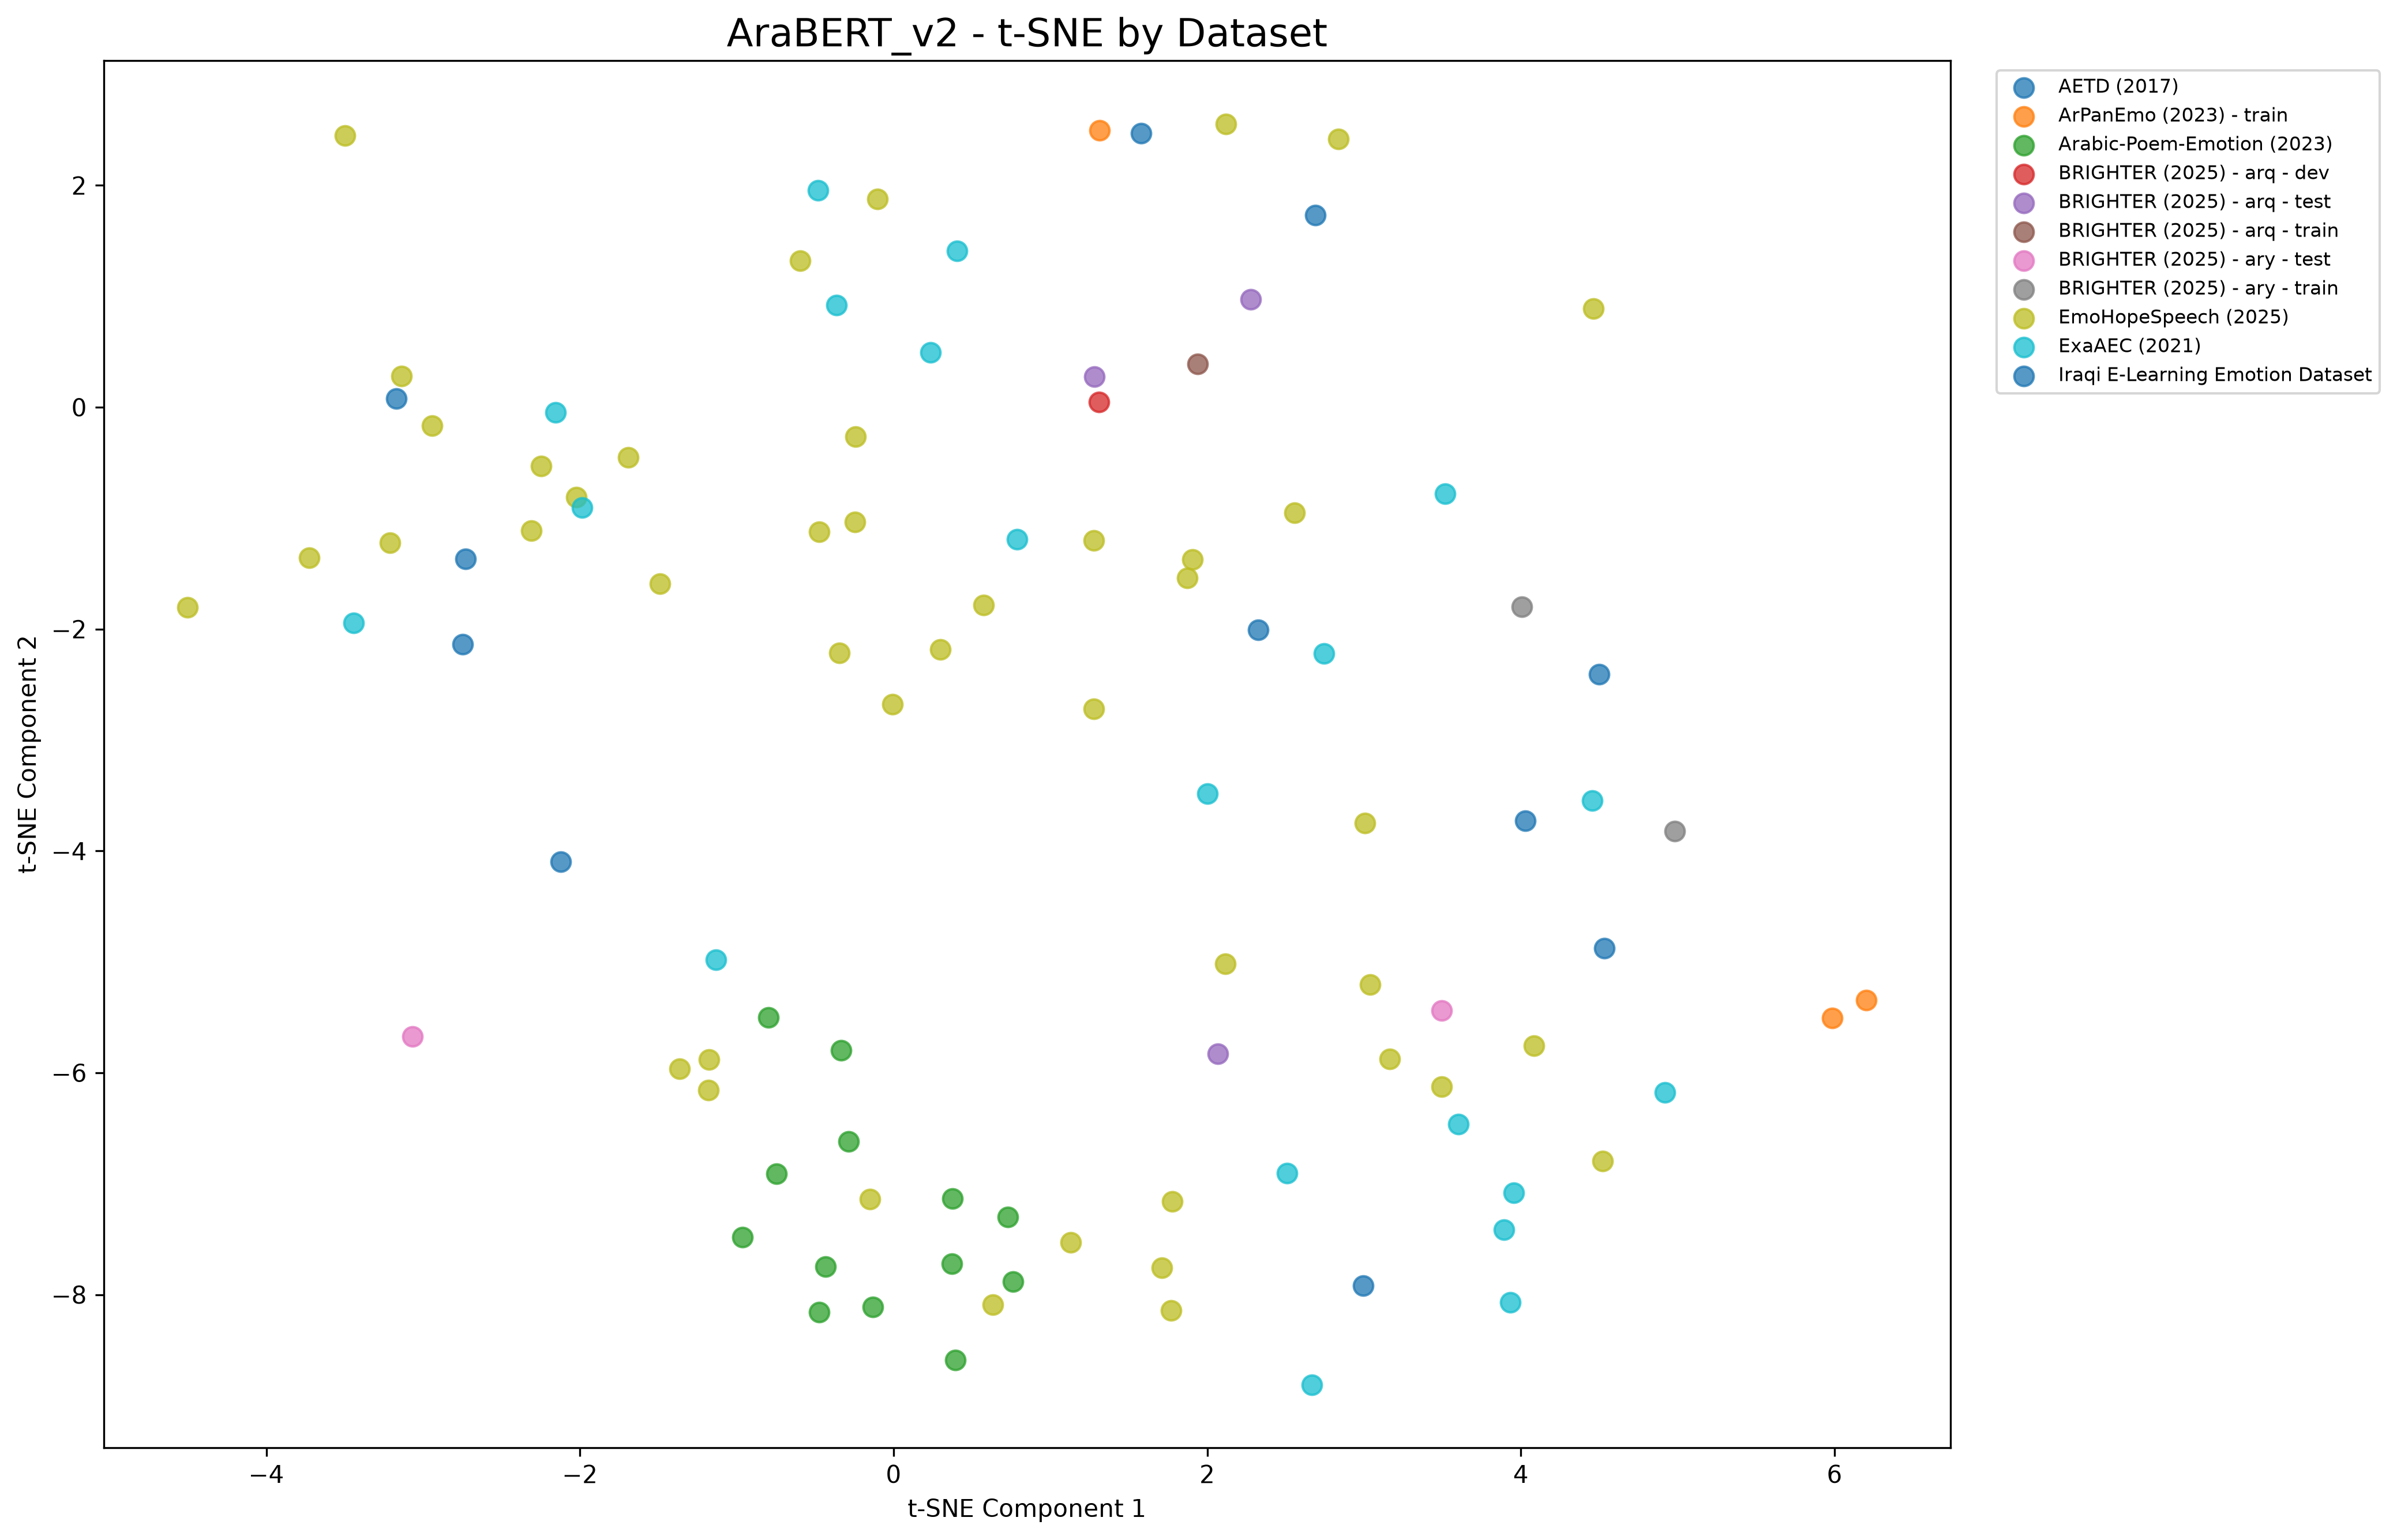 AraBERT_v2 - t-SNE by Dataset
AETD (2017)
ArPanEmo (2023) - train
Arabic-Poem-Emotion (2023)
BRIGHTER (2025) - arq - dev
BRIGHTER (2025) - arq - test
BRIGHTER (2025) - arq - train
BRIGHTER (2025) - ary - test
BRIGHTER (2025) - ary - train
EmoHopeSpeech (2025)
ExaAEC (2021)
Iraqi E-Learning Emotion Dataset
t-SNE Component 2
2
0
−2
−4
−6
−8
−4 −2 0 2 4 6
t-SNE Component 1